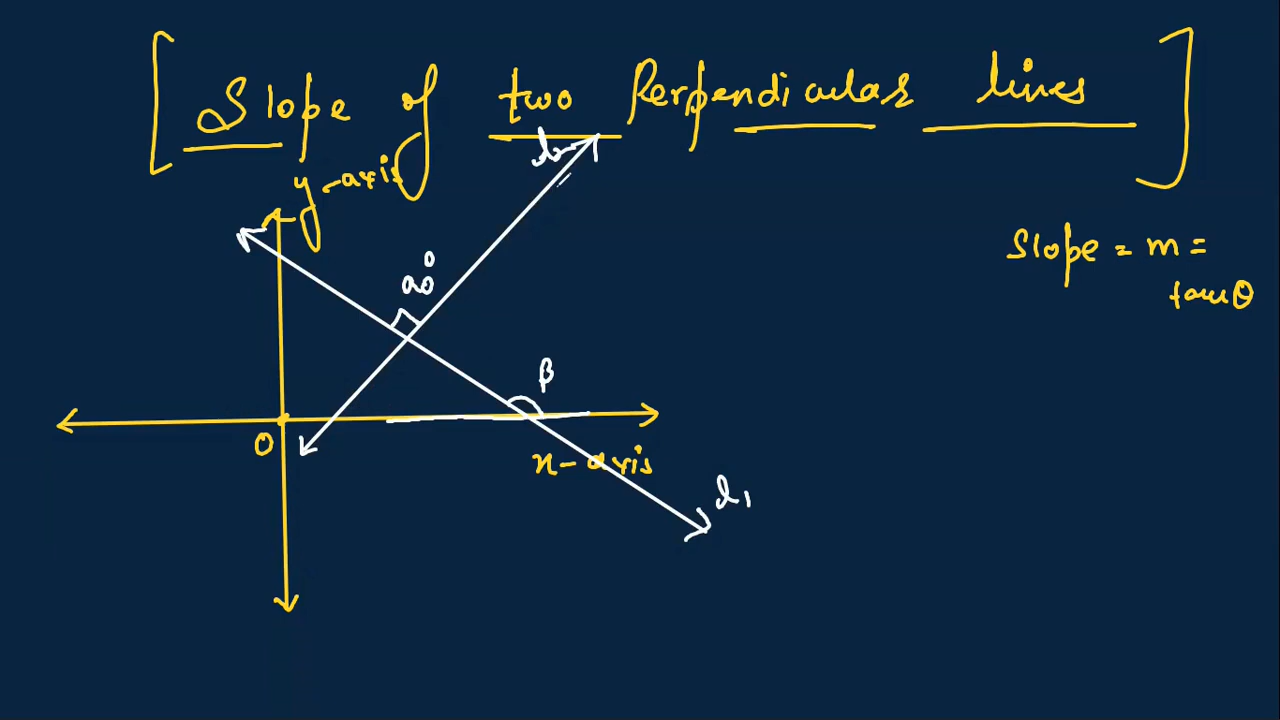 [Slope of two Perpendicular lines]
y-axis
l2
Slope = m =
tanθ
90°
β
O
x-axis
l1